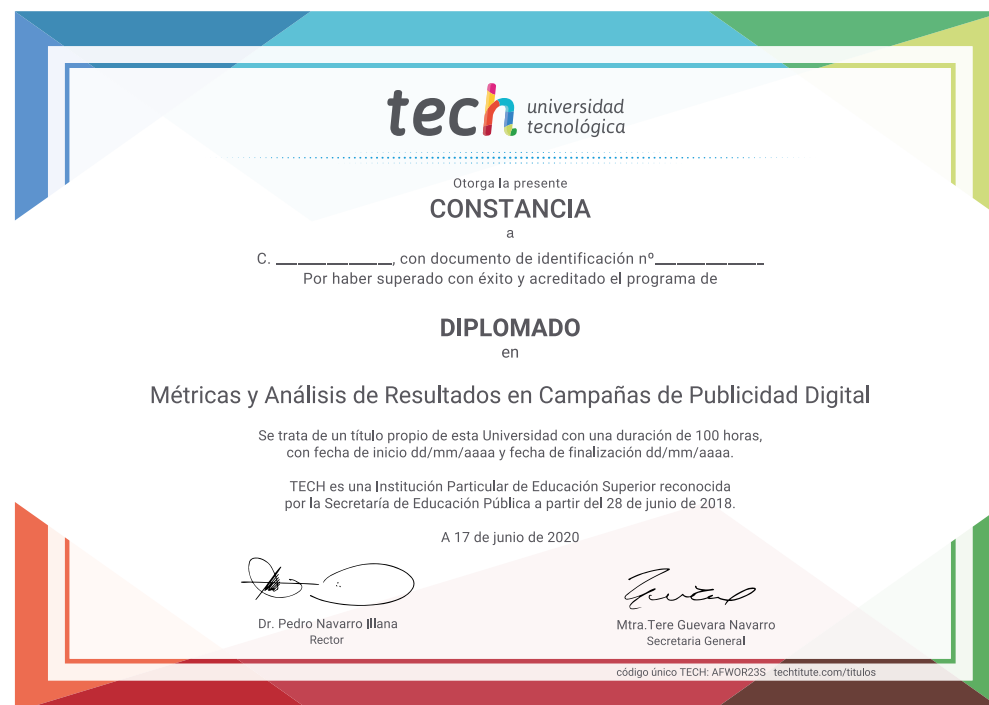 tech universidad
tecnológica
Otorga la presente
CONSTANCIA
a
C. ______________, con documento de identificación nº_____________
Por haber superado con éxito y acreditado el programa de
DIPLOMADO
en
Métricas y Análisis de Resultados en Campañas de Publicidad Digital
Se trata de un título propio de esta Universidad con una duración de 100 horas,
con fecha de inicio dd/mm/aaaa y fecha de finalización dd/mm/aaaa.
TECH es una Institución Particular de Educación Superior reconocida
por la Secretaría de Educación Pública a partir del 28 de junio de 2018.
A 17 de junio de 2020
Dr. Pedro Navarro Illana
Rector
Mtra.Tere Guevara Navarro
Secretaria General
código único TECH: AFWOR23S techtitute.com/titulos